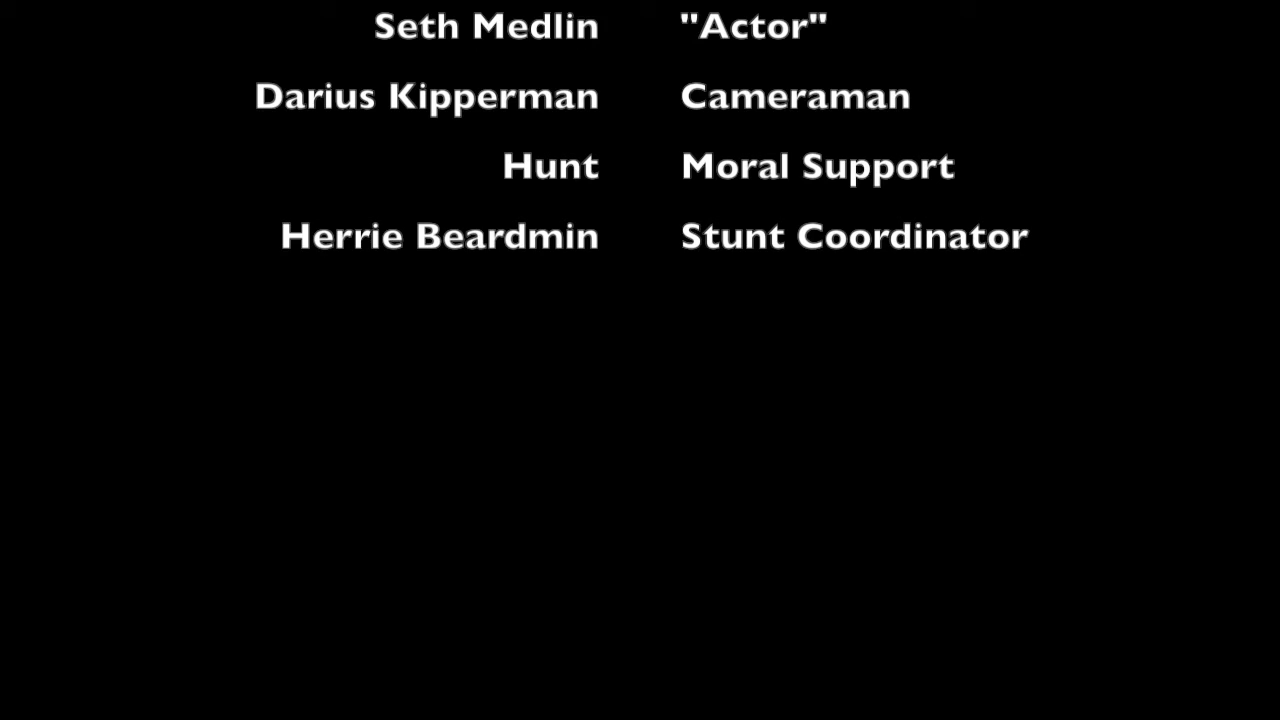 Seth Medlin "Actor"
Darius Kipperman Cameraman
Hunt Moral Support
Herrie Beardmin Stunt Coordinator